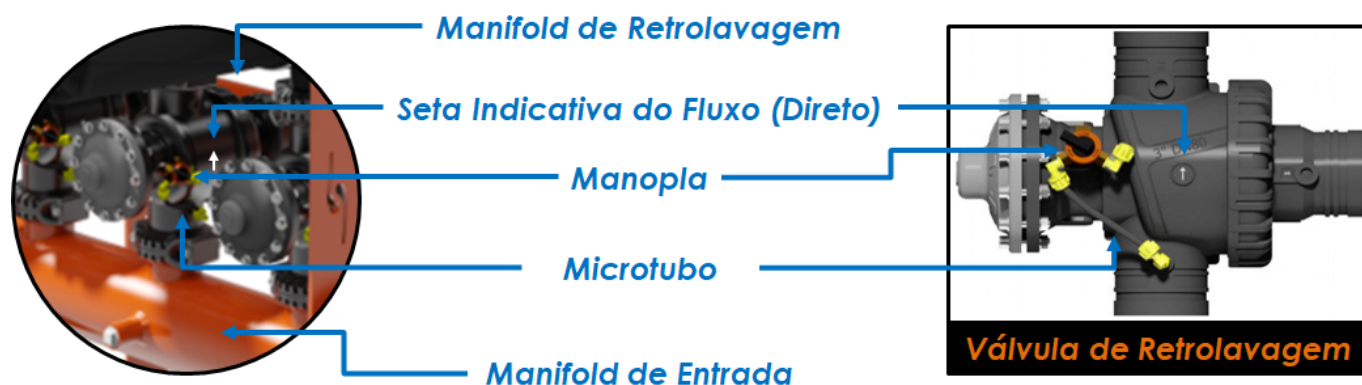 Manifold de Retrolavagem
Seta Indicativa do Fluxo (Direto)
Manopla
Microtubo
Manifold de Entrada
Válvula de Retrolavagem